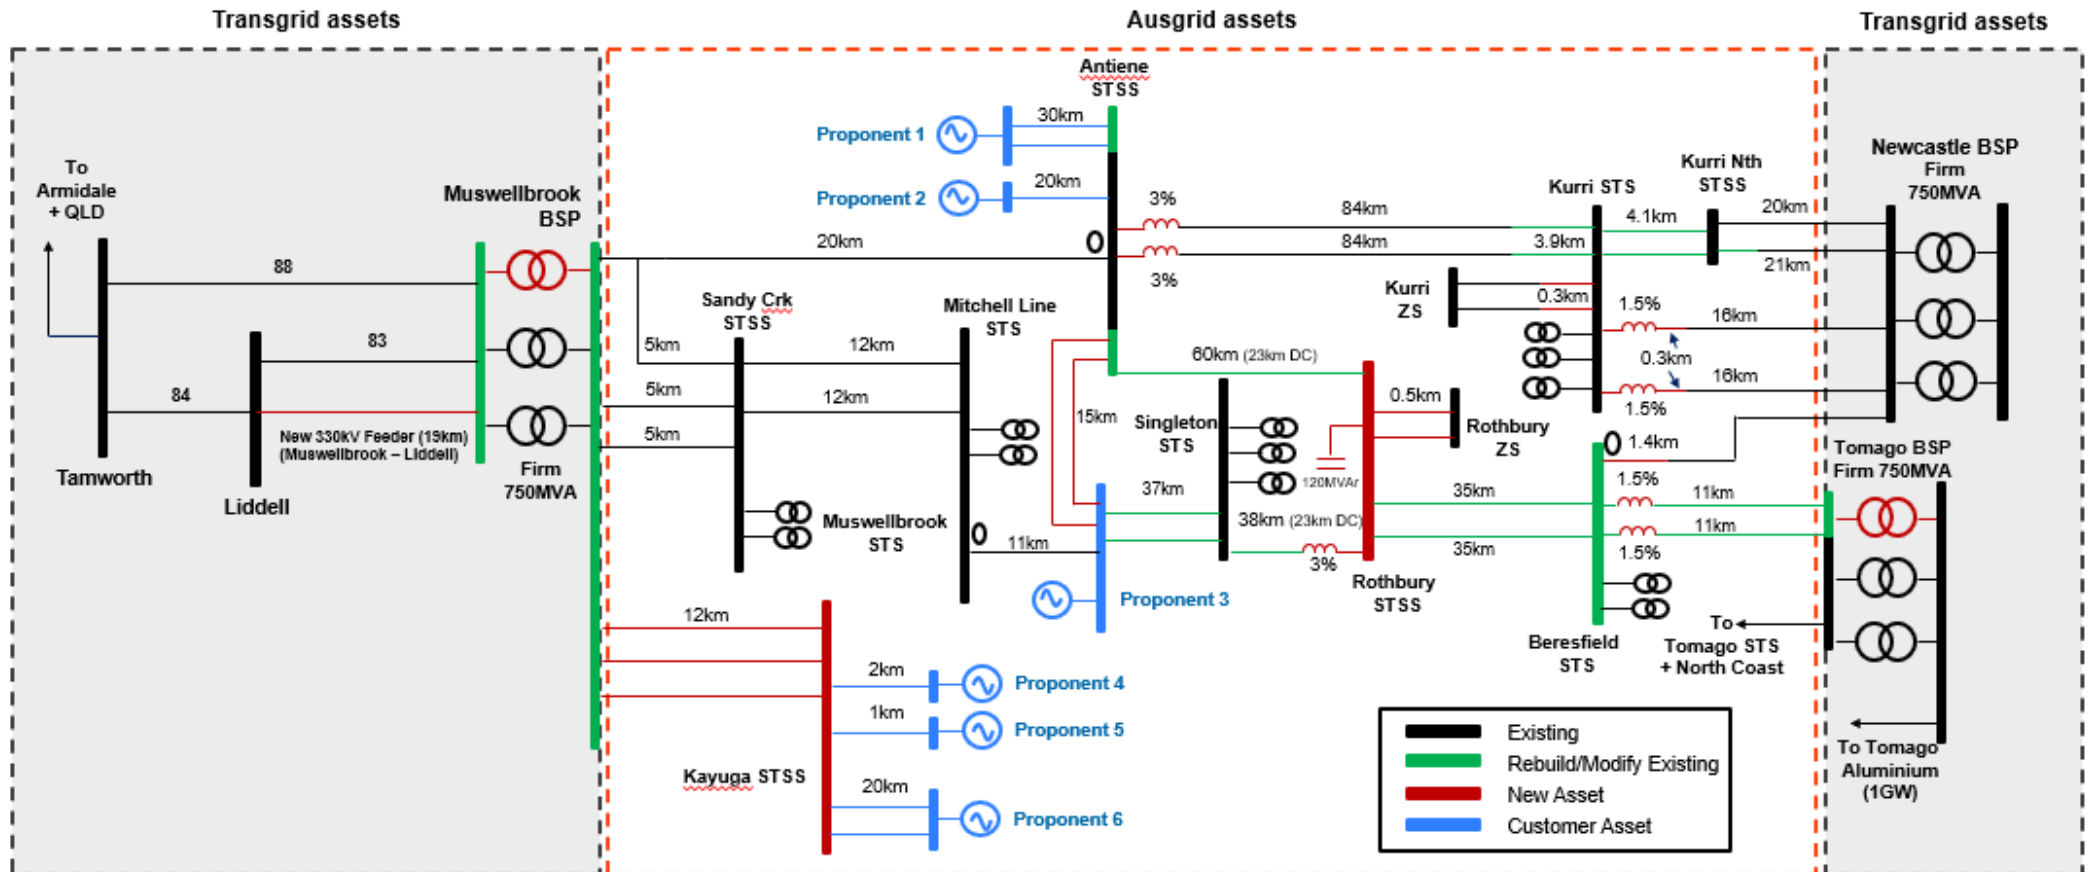 Transgrid assets
Ausgrid assets
Transgrid assets
To
Armidale
+ QLD
Tamworth
88
83
84
Liddell
New 330kV Feeder (19km)
(Muswellbrook – Liddell)
Muswellbrook
BSP
Firm
750MVA
Antiene
STSS
Proponent 1
30km
Proponent 2
20km
20km
3%
3%
84km
84km
Sandy Crk
STSS
5km
5km
5km
12km
12km
Mitchell Line
STS
Muswellbrook
STS
11km
15km
Proponent 3
37km
Singleton
STS
60km (23km DC)
38km (23km DC)
3%
120MVAr
0.5km
Rothbury
ZS
Rothbury
STSS
35km
35km
Kurri STS
4.1km
3.9km
Kurri
ZS
0.3km
Kurri Nth
STSS
20km
21km
1.5%
16km
0.3km
16km
1.5%
1.4km
1.5%
11km
11km
1.5%
Beresfield
STS
To
Tomago STS
+ North Coast
Newcastle BSP
Firm
750MVA
Tomago BSP
Firm 750MVA
To Tomago
Aluminium
(1GW)
12km
Kayuga STSS
2km
Proponent 4
1km
Proponent 5
20km
Proponent 6
Existing
Rebuild/Modify Existing
New Asset
Customer Asset